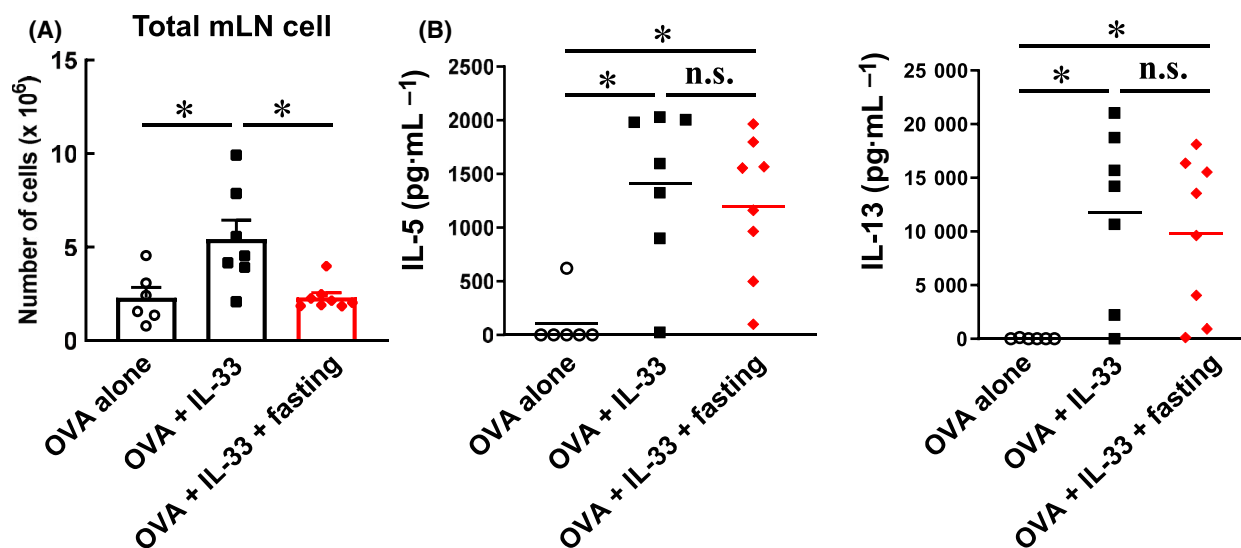 (A)
Total mLN cell
Number of cells (x 10⁶)
15
10
5
0
*
*
OVA alone
OVA + IL-33
OVA + IL-33 + fasting
(B)
IL-5 (pg·mL⁻¹)
2500
2000
1500
1000
500
0
*
*
n.s.
OVA alone
OVA + IL-33
OVA + IL-33 + fasting
IL-13 (pg·mL⁻¹)
25 000
20 000
15 000
10 000
5 000
0
*
*
n.s.
OVA alone
OVA + IL-33
OVA + IL-33 + fasting